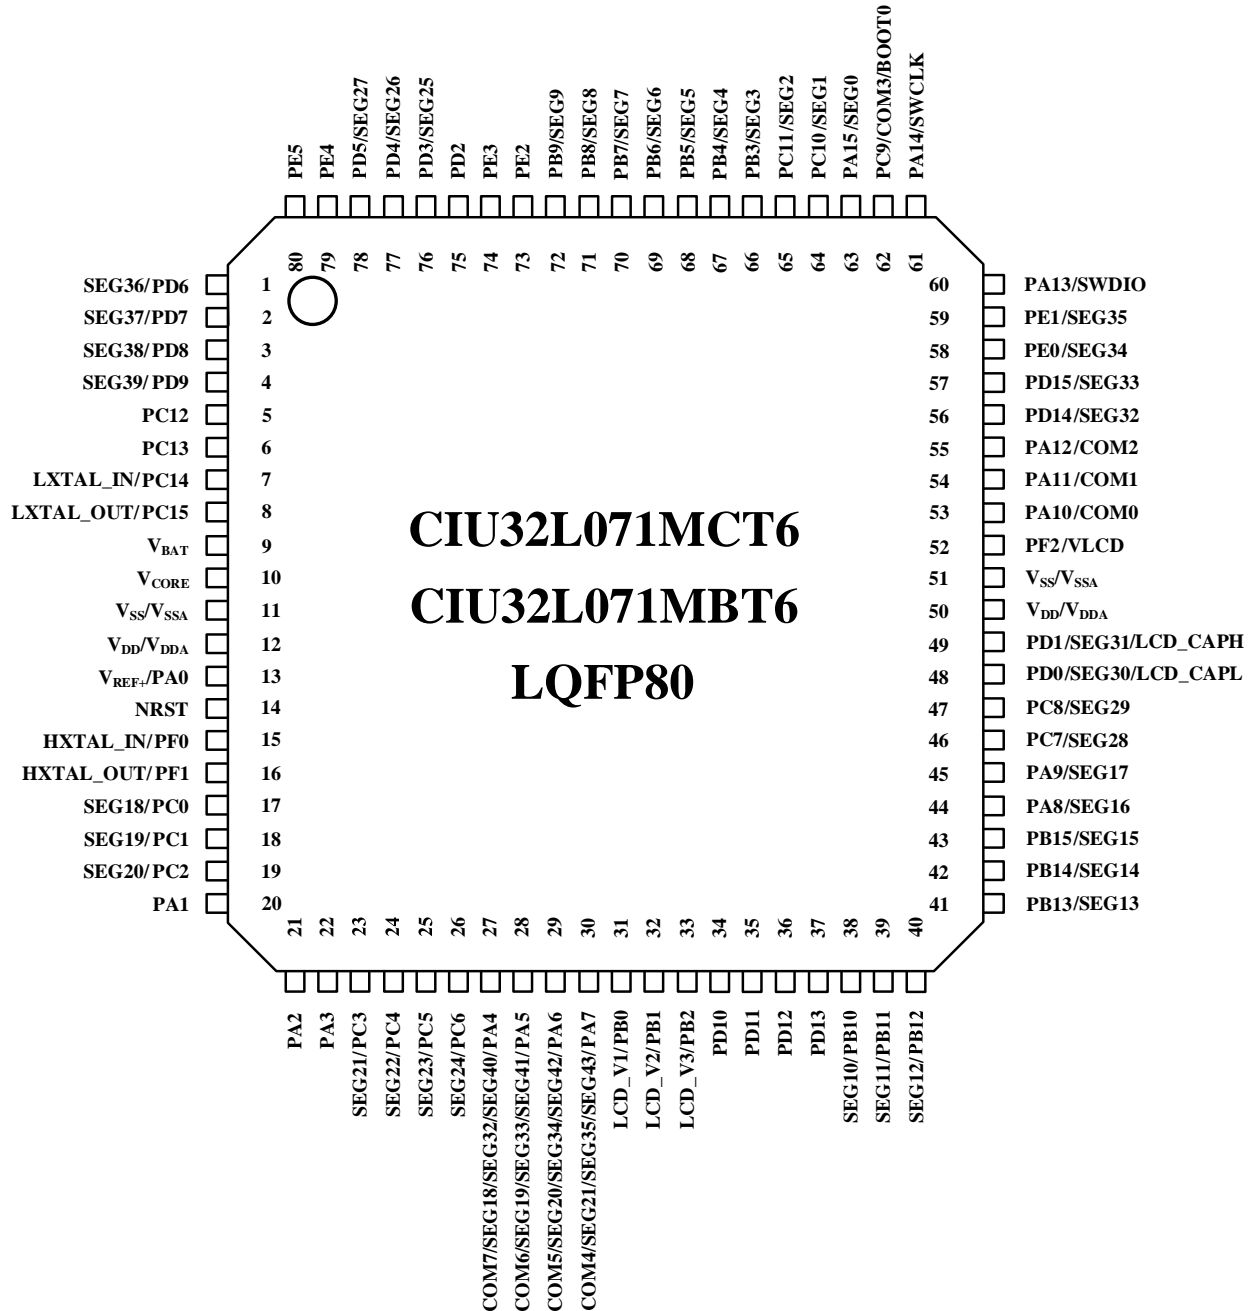 PE5
PE4
PD5/SEG27
PD4/SEG26
PD3/SEG25
PD2
PE3
PE2
PB9/SEG9
PB8/SEG8
PB7/SEG7
PB6/SEG6
PB5/SEG5
PB4/SEG4
PB3/SEG3
PC11/SEG2
PC10/SEG1
PA15/SEG0
PC9/COM3/BOOT0
PA14/SWCLK
80
79
78
77
76
75
74
73
72
71
70
69
68
67
66
65
64
63
62
61
SEG36/PD6 1
SEG37/PD7 2
SEG38/PD8 3
SEG39/PD9 4
PC12 5
PC13 6
LXTAL_IN/PC14 7
LXTAL_OUT/PC15 8
VBAT 9
VCORE 10
VSS/VSSA 11
VDD/VDDA 12
VREF+/PA0 13
NRST 14
HXTAL_IN/PF0 15
HXTAL_OUT/PF1 16
SEG18/PC0 17
SEG19/PC1 18
SEG20/PC2 19
PA1 20
CIU32L071MCT6
CIU32L071MBT6
LQFP80
60 PA13/SWDIO
59 PE1/SEG35
58 PE0/SEG34
57 PD15/SEG33
56 PD14/SEG32
55 PA12/COM2
54 PA11/COM1
53 PA10/COM0
52 PF2/VLCD
51 VSS/VSSA
50 VDD/VDDA
49 PD1/SEG31/LCD_CAPH
48 PD0/SEG30/LCD_CAPL
47 PC8/SEG29
46 PC7/SEG28
45 PA9/SEG17
44 PA8/SEG16
43 PB15/SEG15
42 PB14/SEG14
41 PB13/SEG13
21
22
23
24
25
26
27
28
29
30
31
32
33
34
35
36
37
38
39
40
PA2
PA3
SEG21/PC3
SEG22/PC4
SEG23/PC5
SEG24/PC6
COM7/SEG18/SEG32/SEG40/PA4
COM6/SEG19/SEG33/SEG41/PA5
COM5/SEG20/SEG34/SEG42/PA6
COM4/SEG21/SEG35/SEG43/PA7
LCD_V1/PB0
LCD_V2/PB1
LCD_V3/PB2
PD10
PD11
PD12
PD13
SEG10/PB10
SEG11/PB11
SEG12/PB12